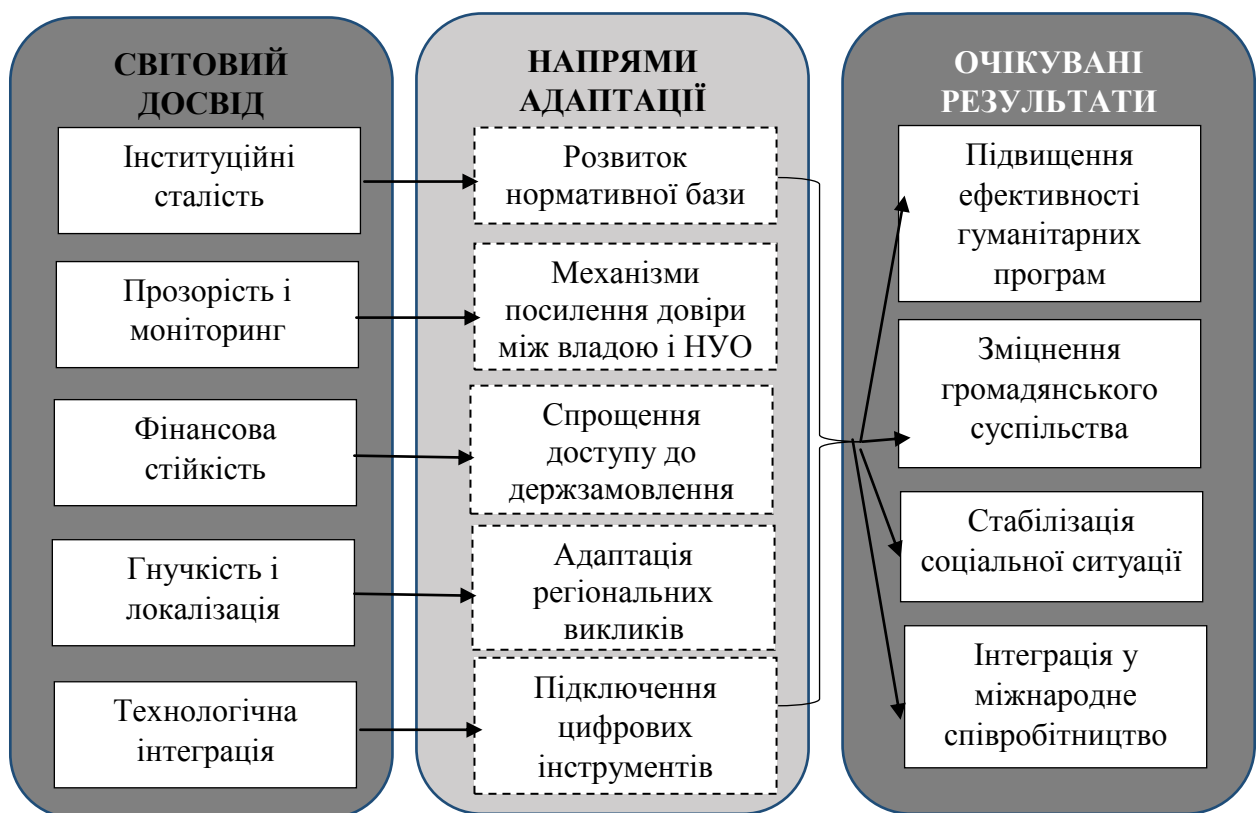 СВІТОВИЙ
ДОСВІД
Інституційні
сталість
Прозорість і
моніторинг
Фінансова
стійкість
Гнучкість і
локалізація
Технологічна
інтеграція
НАПРЯМИ
АДАПТАЦІЇ
Розвиток
нормативної бази
Механізми
посилення довіри
між владою і НУО
Спрощення
доступу до
держзамовлення
Адаптація
регіональних
викликів
Підключення
цифрових
інструментів
ОЧІКУВАНІ
РЕЗУЛЬТАТИ
Підвищення
ефективності
гуманітарних
програм
Зміцнення
громадянського
суспільства
Стабілізація
соціальної ситуації
Інтеграція у
міжнародне
співробітництво